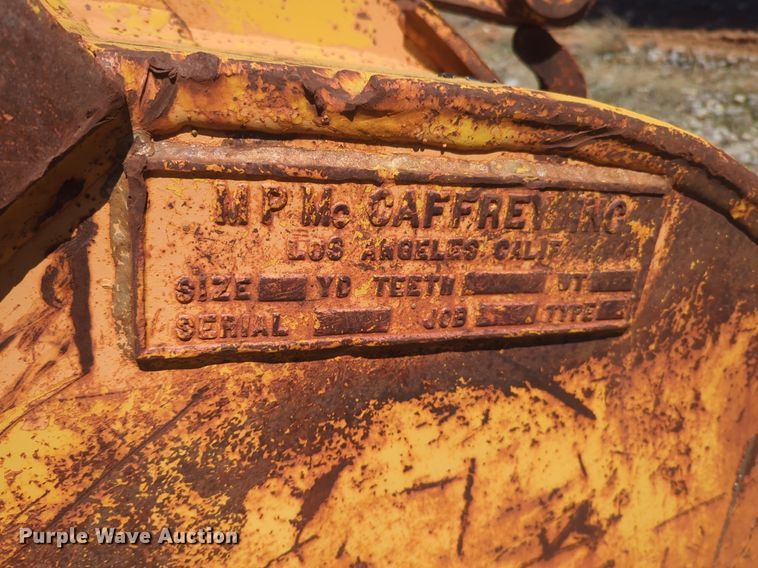 M P Mc CAFFREY INC
LOS ANGELES CALIF
SIZE YD TEETH WT
SERIAL JOB TYPE
Purple Wave Auction